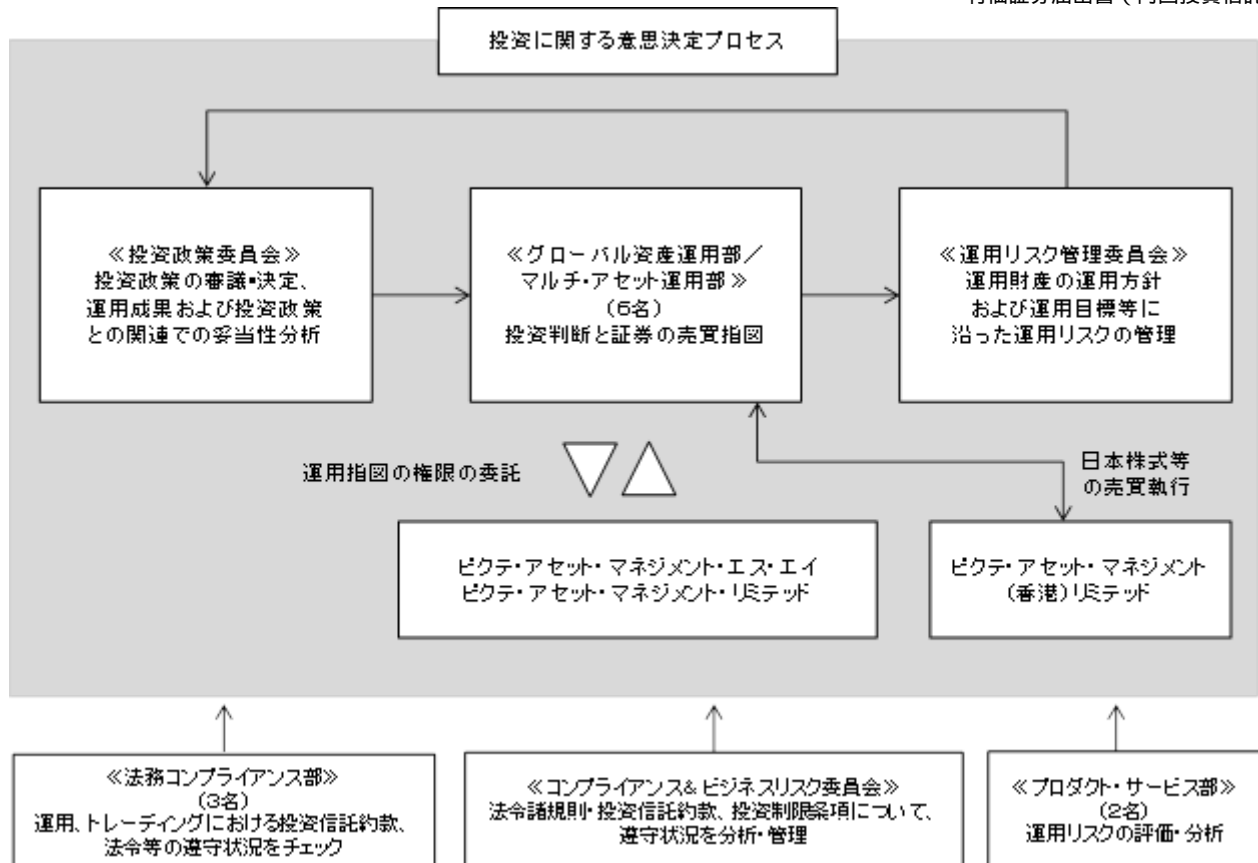 投資に関する意思決定プロセス
≪投資政策委員会≫
投資政策の審議・決定、
運用成果および投資政策
との関連での妥当性分析
≪グローバル資産運用部／
マルチ・アセット運用部≫
(6名)
投資判断と証券の売買指図
≪運用リスク管理委員会≫
運用財産の運用方針
および運用目標等に
沿った運用リスクの管理
運用指図の権限の委託
日本株式等
の売買執行
ピクテ・アセット・マネジメント・エス・エイ
ピクテ・アセット・マネジメント・リミテッド
ピクテ・アセット・マネジメント
(香港)リミテッド
≪法務コンプライアンス部≫
(3名)
運用、トレーディングにおける投資信託約款、
法令等の遵守状況をチェック
≪コンプライアンス&ビジネスリスク委員会≫
法令諸規則・投資信託約款、投資制限条項について、
遵守状況を分析・管理
≪プロダクト・サービス部≫
(2名)
運用リスクの評価・分析